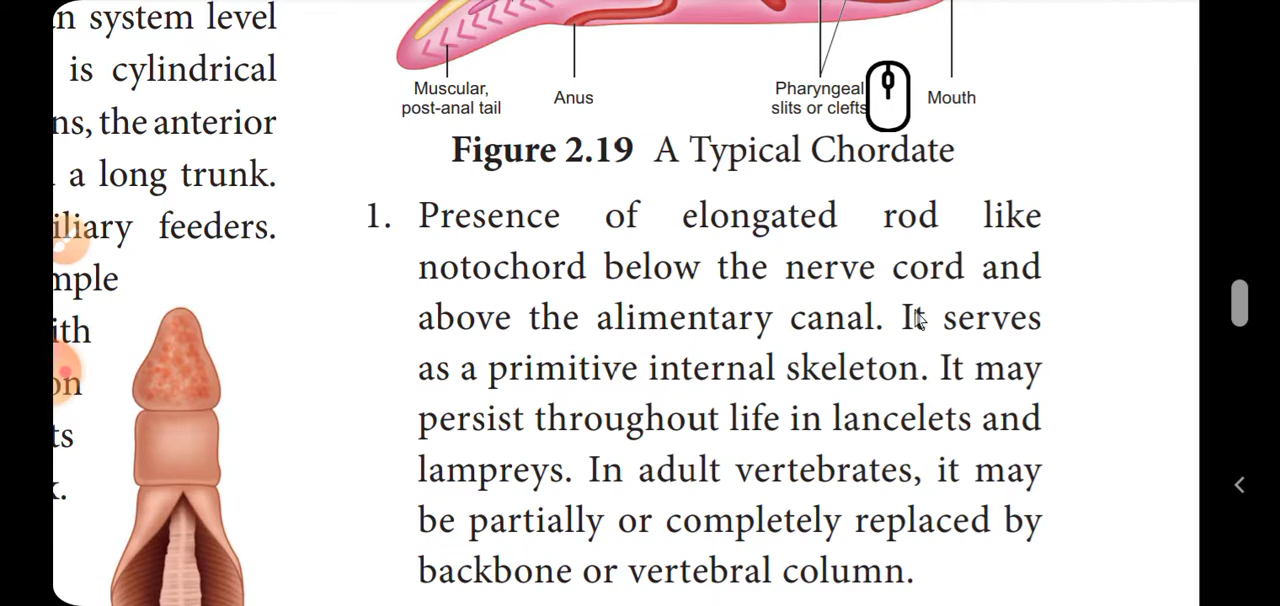 n system level
is cylindrical
ns, the anterior
a long trunk.
iliary feeders.
mple
ith
on
ts
k.
Muscular,
post-anal tail
Anus
Pharyngeal
slits or clefts
Mouth
Figure 2.19 A Typical Chordate
1. Presence of elongated rod like
notochord below the nerve cord and
above the alimentary canal. It serves
as a primitive internal skeleton. It may
persist throughout life in lancelets and
lampreys. In adult vertebrates, it may
be partially or completely replaced by
backbone or vertebral column.